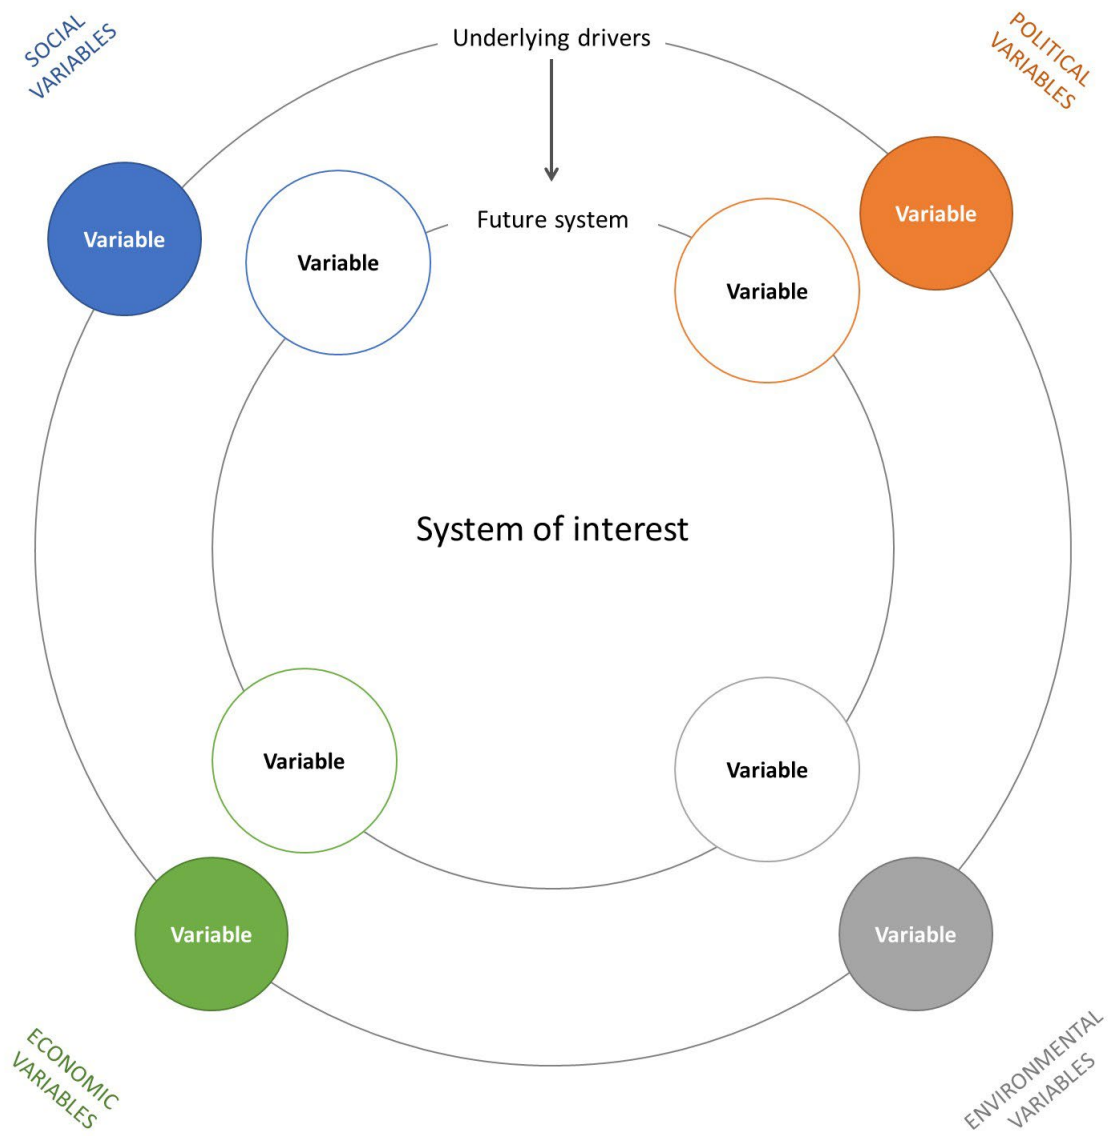 SOCIAL
VARIABLES
Underlying drivers
POLITICAL
VARIABLES
Variable
Variable
Future system
Variable
Variable
System of interest
Variable
Variable
Variable
Variable
ECONOMIC
VARIABLES
ENVIRONMENTAL
VARIABLES